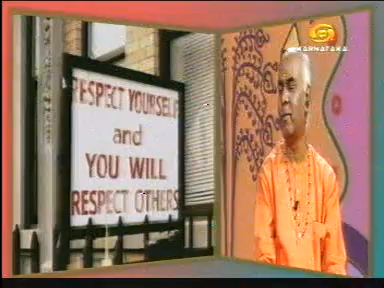 RESPECT YOURSELF
and
YOU WILL
RESPECT OTHERS
KARNATAKA